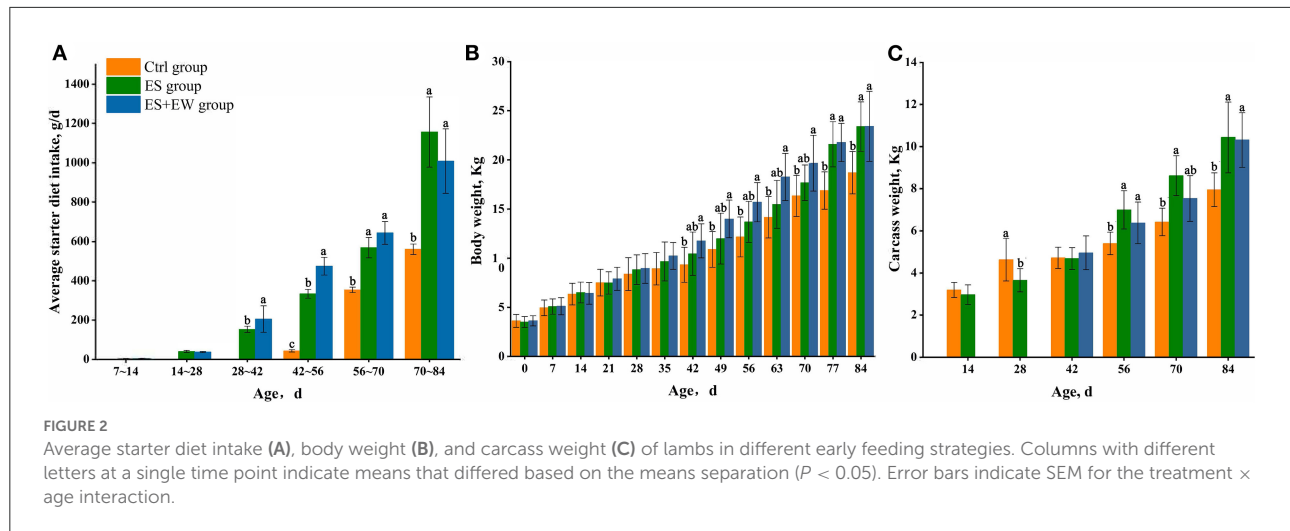 A
Ctrl group
ES group
ES+EW group
Average starter diet intake, g/d
1400
1200
1000
800
600
400
200
0
b a
c b a
b a a
b a a
7~14 14~28 28~42 42~56 56~70 70~84
Age, d
B
Body weight, Kg
30
25
20
15
10
5
0
b ab a
b ab a
b ab a
b ab a
b ab a
b a a
b a a
0 7 14 21 28 35 42 49 56 63 70 77 84
Age, d
C
Carcass weight, Kg
14
12
10
8
6
4
2
0
a b
b a a
b a ab
b a a
14 28 42 56 70 84
Age, d
FIGURE 2
Average starter diet intake (A), body weight (B), and carcass weight (C) of lambs in different early feeding strategies. Columns with different
letters at a single time point indicate means that differed based on the means separation (P < 0.05). Error bars indicate SEM for the treatment ×
age interaction.